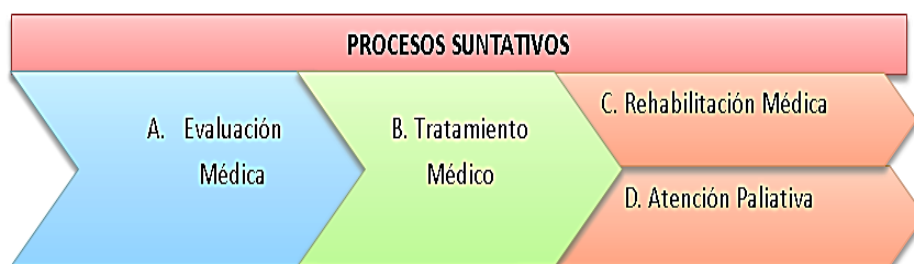 PROCESOS SUNTATIVOS
A. Evaluación
Médica
B. Tratamiento
Médico
C. Rehabilitación Médica
D. Atención Paliativa